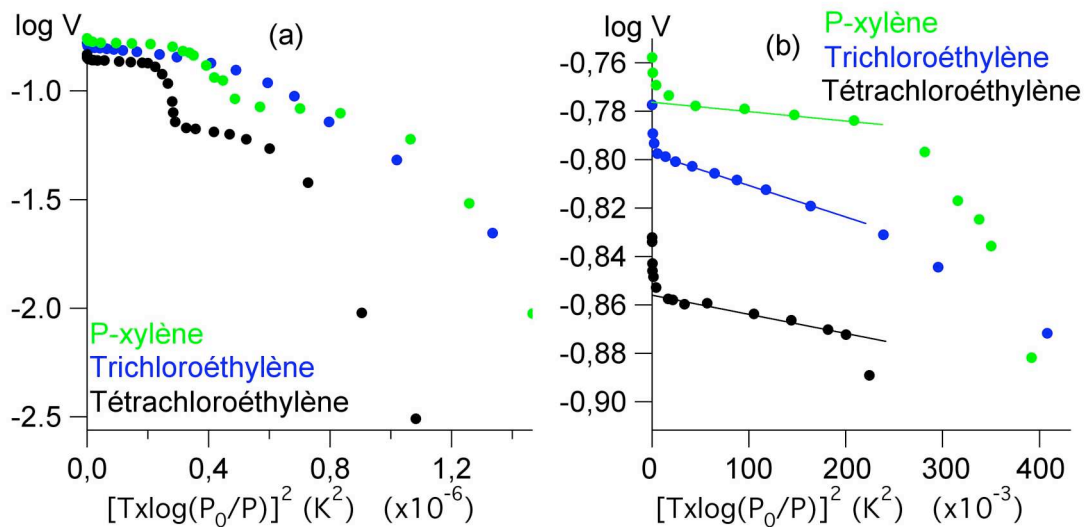 log V
(a)
-1.0
-1.5
-2.0
-2.5
P-xylène
Trichloroéthylène
Tétrachloroéthylène
0,0 0,4 0,8 1,2
[Txlog(P0/P)]2 (K2) (x10-6)
log V
(b)
P-xylène
Trichloroéthylène
Tétrachloroéthylène
-0,76
-0,78
-0,80
-0,82
-0,84
-0,86
-0,88
-0,90
0 100 200 300 400
[Txlog(P0/P)]2 (K2) (x10-3)